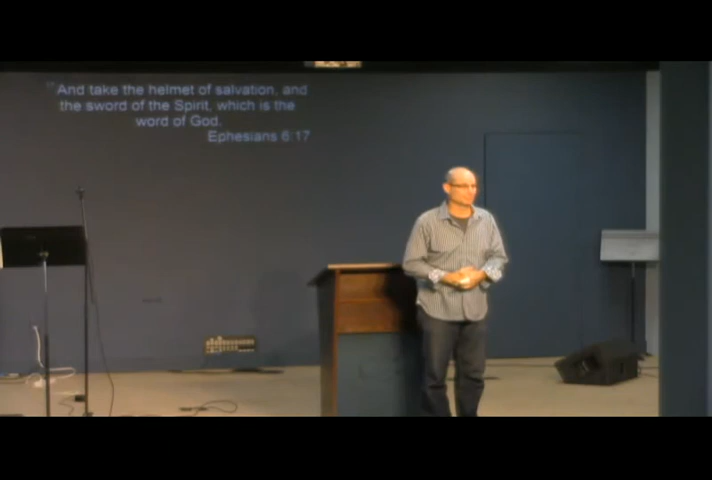 And take the helmet of salvation, and
the sword of the Spirit, which is the
word of God.
Ephesians 6:17